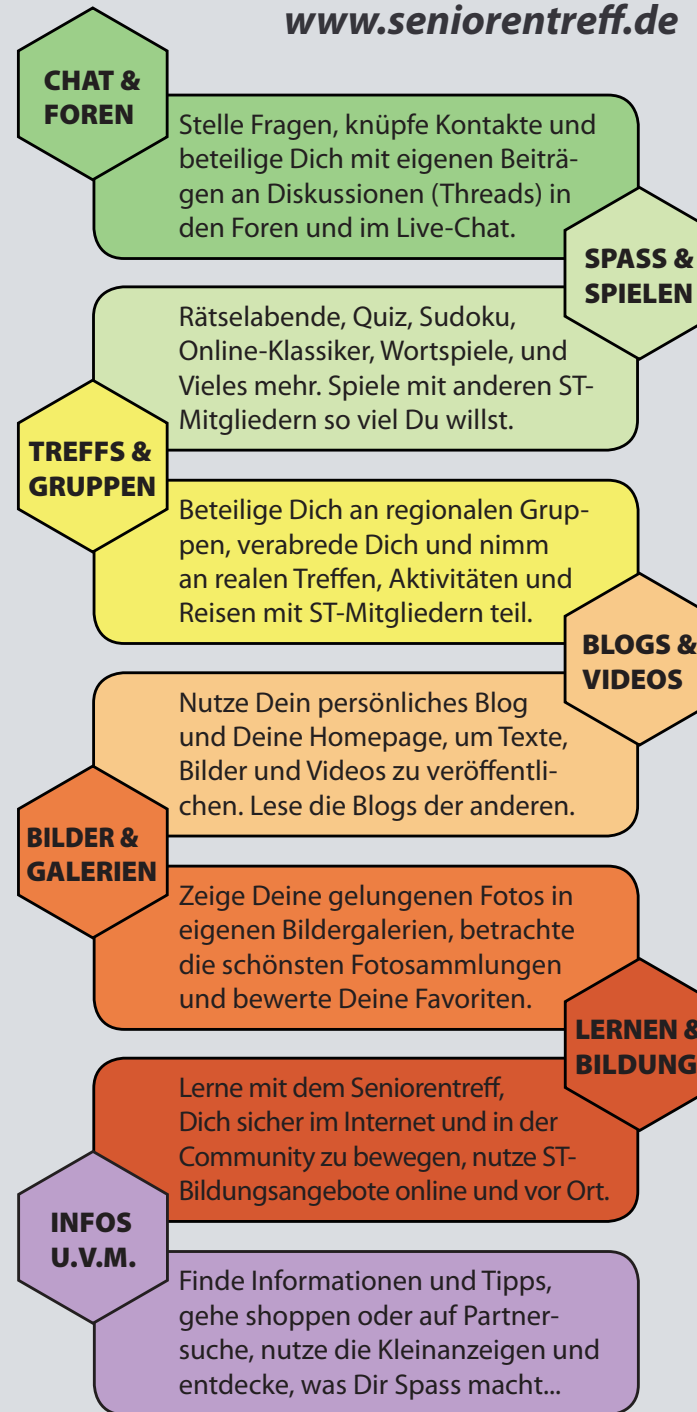 www.seniorentreff.de
CHAT &
FOREN
Stelle Fragen, knüpfe Kontakte und
beteilige Dich mit eigenen Beiträ-
gen an Diskussionen (Threads) in
den Foren und im Live-Chat.
SPASS &
SPIELEN
Rätselabende, Quiz, Sudoku,
Online-Klassiker, Wortspiele, und
Vieles mehr. Spiele mit anderen ST-
Mitgliedern so viel Du willst.
TREFFS &
GRUPPEN
Beteilige Dich an regionalen Grup-
pen, verabrede Dich und nimm
an realen Treffen, Aktivitäten und
Reisen mit ST-Mitgliedern teil.
BLOGS &
VIDEOS
Nutze Dein persönliches Blog
und Deine Homepage, um Texte,
Bilder und Videos zu veröffentli-
chen. Lese die Blogs der anderen.
BILDER &
GALERIEN
Zeige Deine gelungenen Fotos in
eigenen Bildergalerien, betrachte
die schönsten Fotosammlungen
und bewerte Deine Favoriten.
LERNEN &
BILDUNG
Lerne mit dem Seniorentreff,
Dich sicher im Internet und in der
Community zu bewegen, nutze ST-
Bildungsangebote online und vor Ort.
INFOS
U.V.M.
Finde Informationen und Tipps,
gehe shoppen oder auf Partner-
suche, nutze die Kleinanzeigen und
entdecke, was Dir Spass macht...